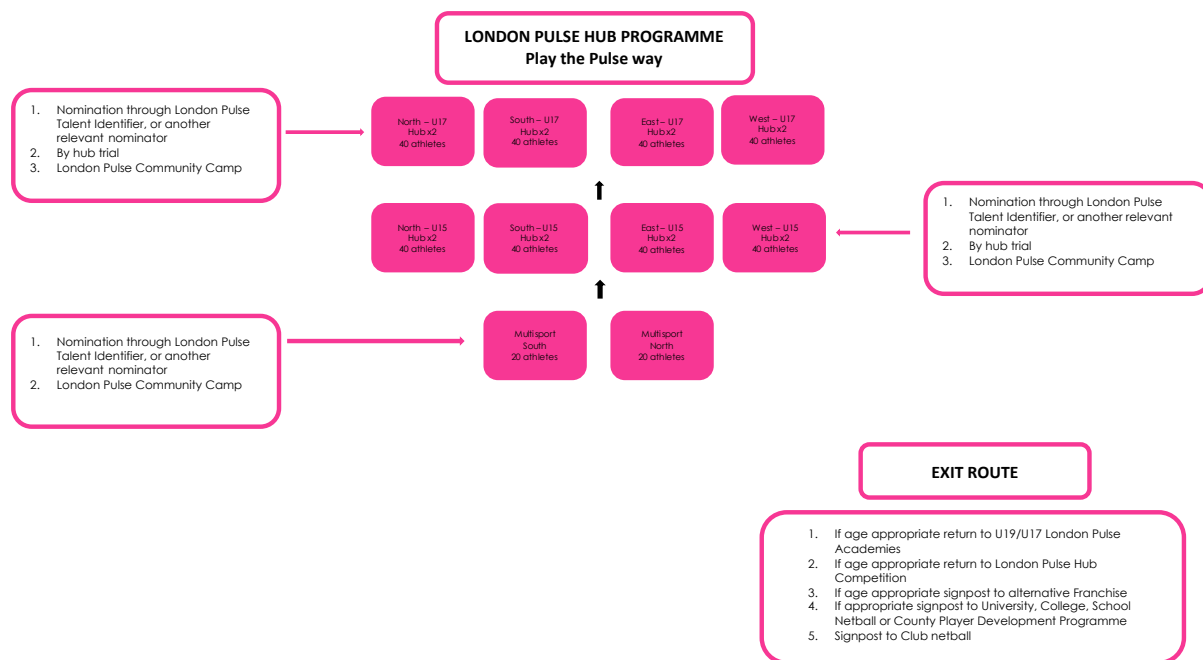 LONDON PULSE HUB PROGRAMME
Play the Pulse way
1. Nomination through London Pulse
Talent Identifier, or another
relevant nominator
2. By hub trial
3. London Pulse Community Camp
North – U17
Hub x2
40 athletes
South – U17
Hub x2
40 athletes
East – U17
Hub x2
40 athletes
West – U17
Hub x2
40 athletes
North – U15
Hub x2
40 athletes
South – U15
Hub x2
40 athletes
East – U15
Hub x2
40 athletes
West – U15
Hub x2
40 athletes
1. Nomination through London Pulse
Talent Identifier, or another relevant
nominator
2. By hub trial
3. London Pulse Community Camp
1. Nomination through London Pulse
Talent Identifier, or another
relevant nominator
2. London Pulse Community Camp
Multisport
South
20 athletes
Multisport
North
20 athletes
EXIT ROUTE
1. If age appropriate return to U19/U17 London Pulse
Academies
2. If age appropriate return to London Pulse Hub
Competition
3. If age appropriate signpost to alternative Franchise
4. If appropriate signpost to University, College, School
Netball or County Player Development Programme
5. Signpost to Club netball